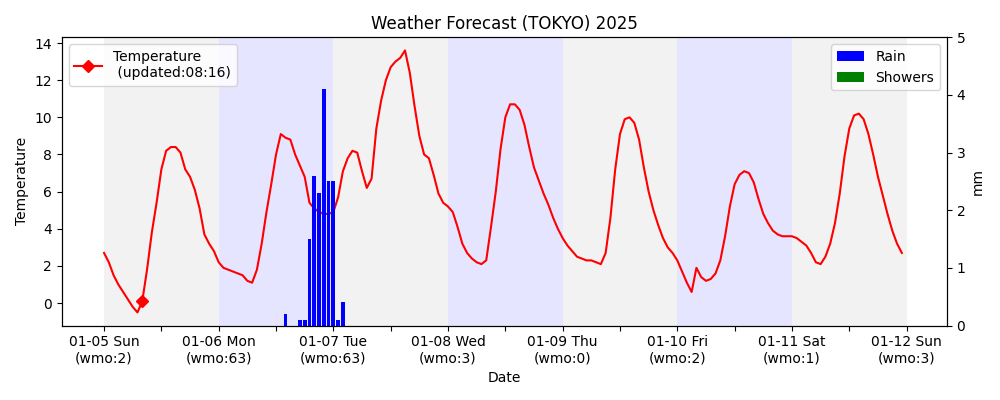 Weather Forecast (TOKYO) 2025
Temperature
(updated:08:16)
Rain
Showers
Temperature
14
12
10
8
6
4
2
0
5
4
3
2
1
0
mm
01-05 Sun
(wmo:2)
01-06 Mon
(wmo:63)
01-07 Tue
(wmo:63)
01-08 Wed
(wmo:3)
01-09 Thu
(wmo:0)
01-10 Fri
(wmo:2)
01-11 Sat
(wmo:1)
01-12 Sun
(wmo:3)
Date